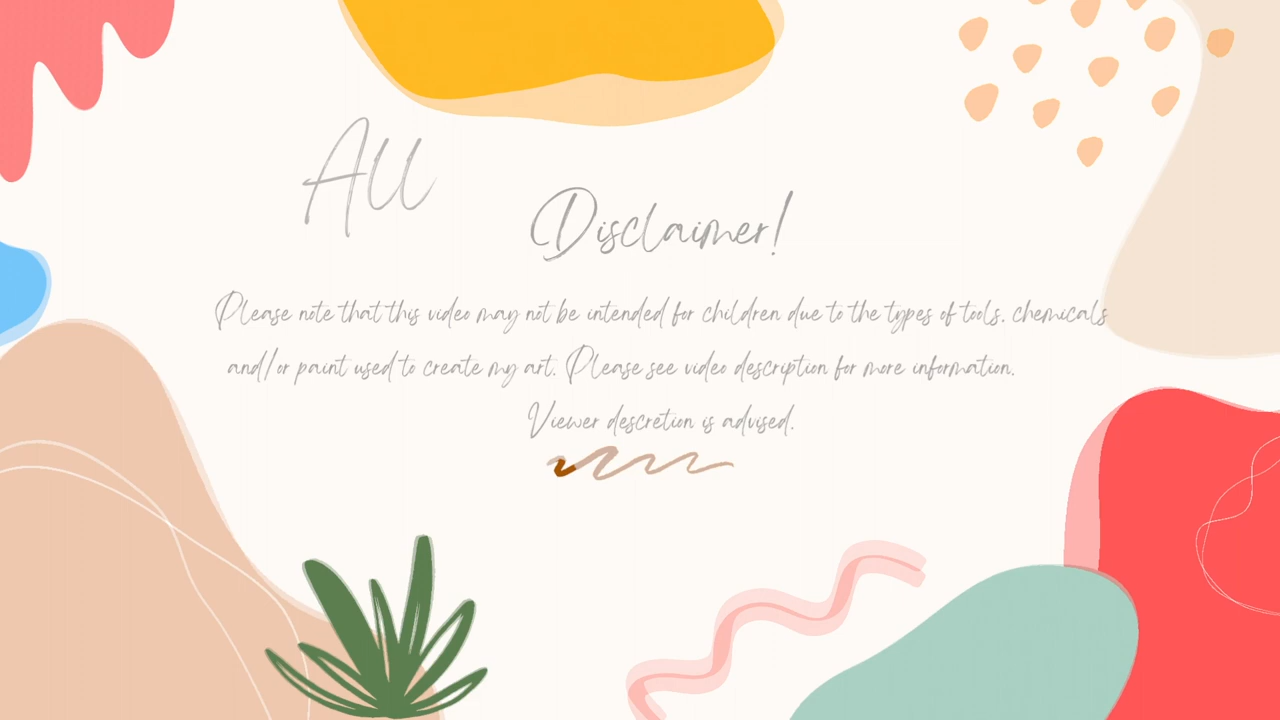 All
Disclaimer!
Please note that this video may not be intended for children due to the types of tools, chemicals
and/or paint used to create my art. Please see video description for more information.
Viewer descretion is advised.